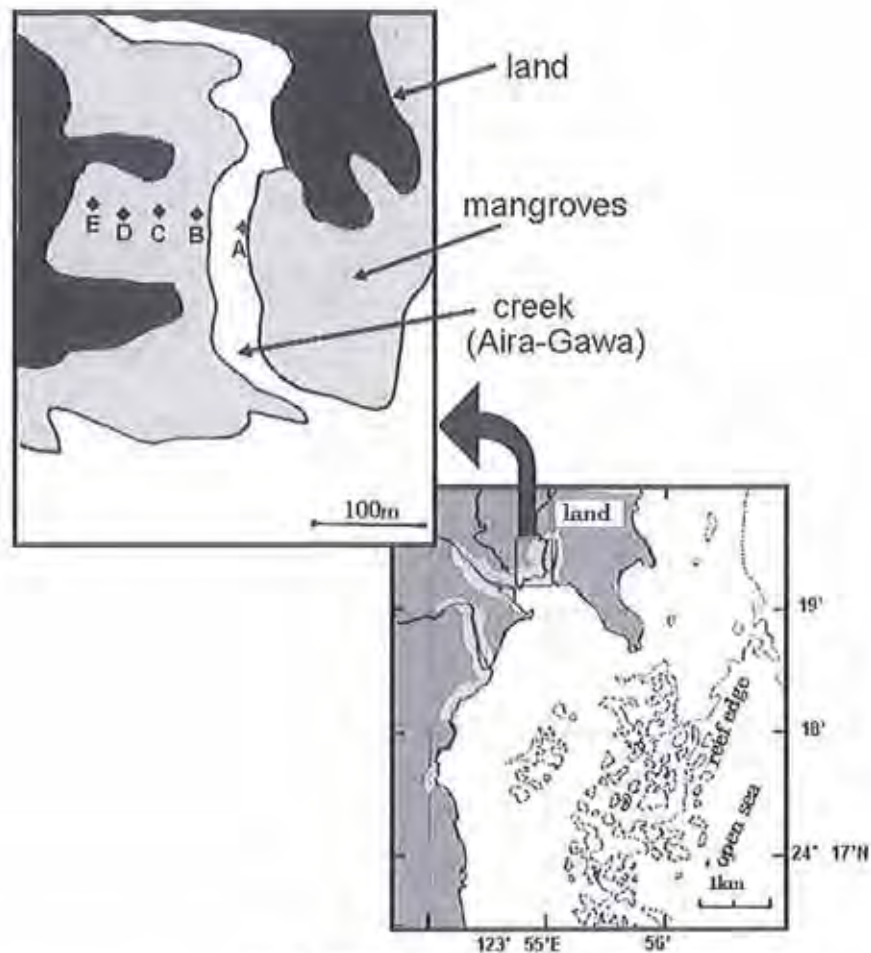 land
mangroves
creek
(Aira-Gawa)
E
D
C
B
A
100m
land
19'
18'
24° 17'N
reef edge
open sea
1km
123° 55'E
56'